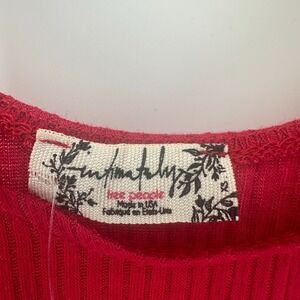 intimately
free people
Made in USA
Fabriqué en États-Unis